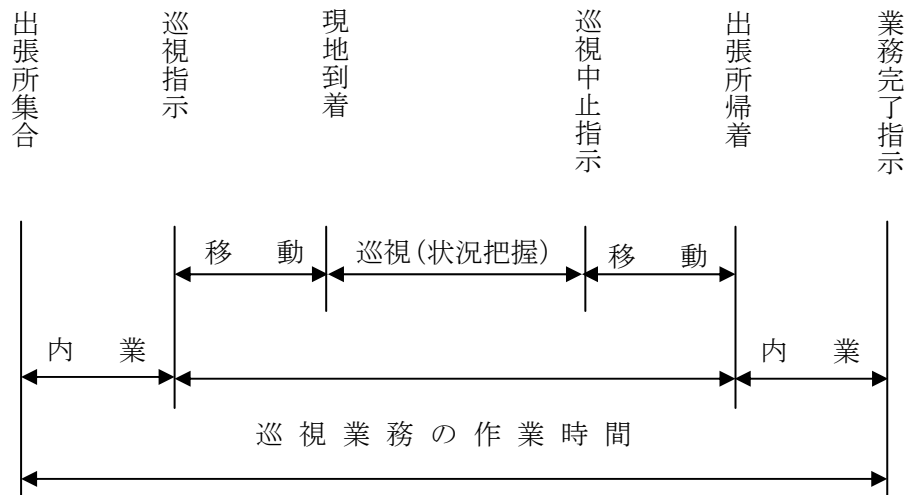 出張所集合
巡視指示
現地到着
巡視中止指示
出張所帰着
業務完了指示
移　動
巡視(状況把握)
移　動
内　業
内　業
巡視業務の作業時間